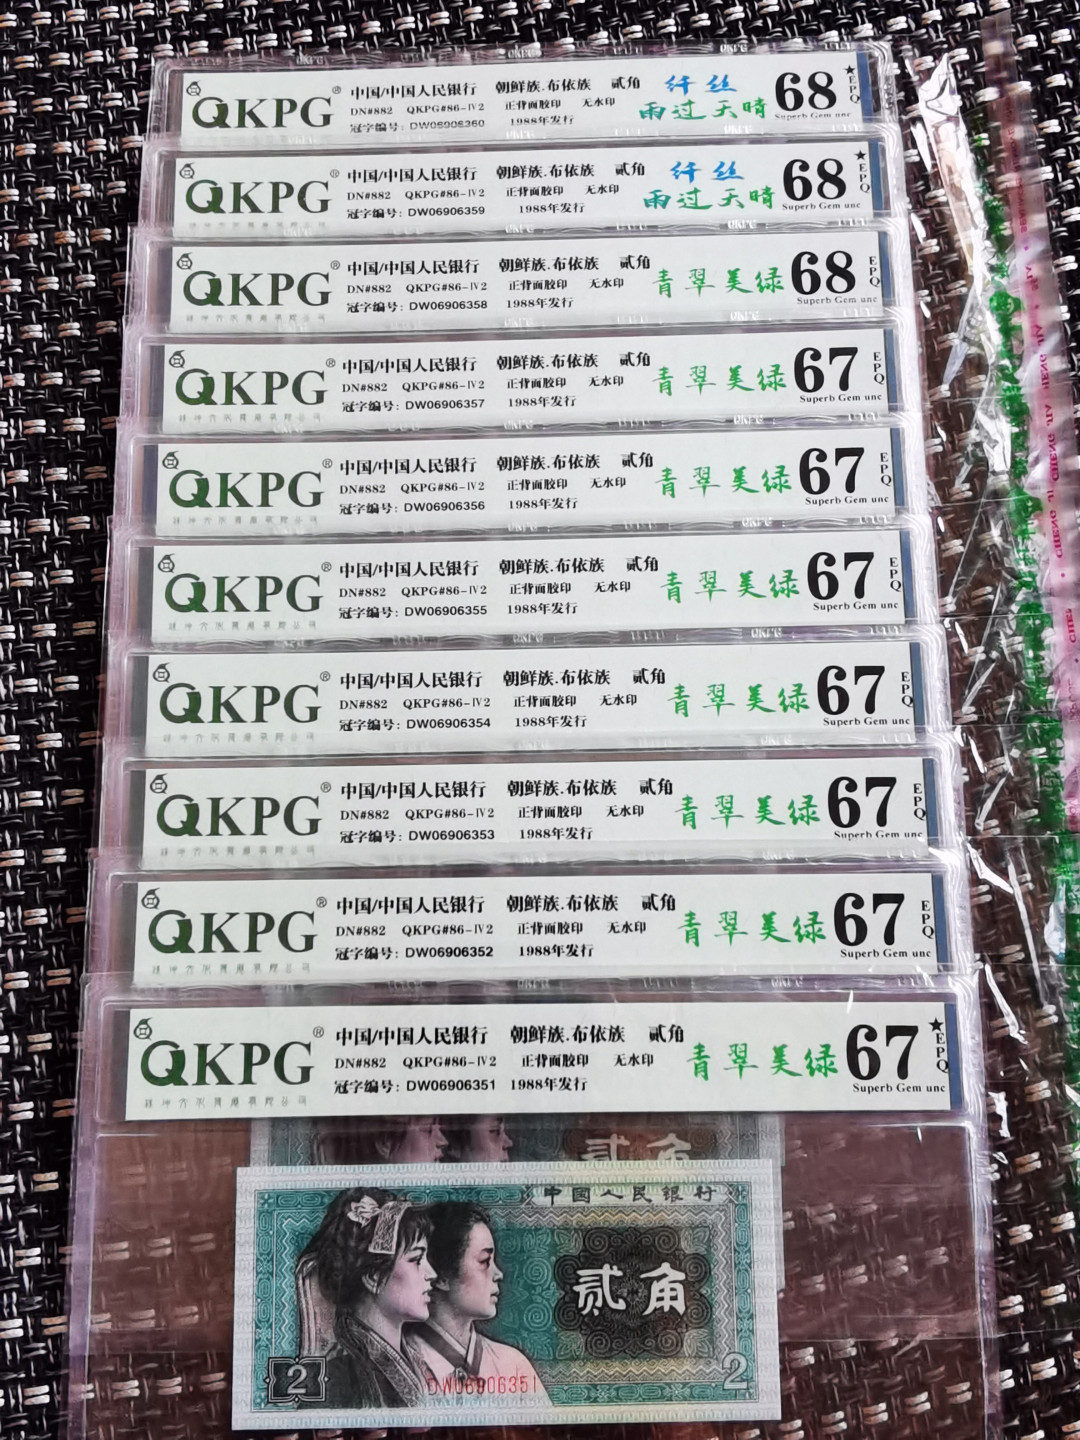 QKPG®
中国/中国人民银行 朝鲜族.布依族 贰角 纤丝 68 ★EPQ
DN#882 QKPG#86-IV2 正背面胶印 无水印 雨过天晴
冠字编号: DW06906360 1988年发行 Superb Gem unc
QKPG®
中国/中国人民银行 朝鲜族.布依族 贰角 纤丝 68 ★EPQ
DN#882 QKPG#86-IV2 正背面胶印 无水印 雨过天晴
冠字编号: DW06906359 1988年发行 Superb Gem unc
QKPG®
中国/中国人民银行 朝鲜族.布依族 贰角 68 EPQ
DN#882 QKPG#86-IV2 正背面胶印 无水印 青翠美绿
冠字编号: DW06906358 1988年发行 Superb Gem unc
QKPG®
中国/中国人民银行 朝鲜族.布依族 贰角 67 EPQ
DN#882 QKPG#86-IV2 正背面胶印 无水印 青翠美绿
冠字编号: DW06906357 1988年发行 Superb Gem unc
QKPG®
中国/中国人民银行 朝鲜族.布依族 贰角 67 EPQ
DN#882 QKPG#86-IV2 正背面胶印 无水印 青翠美绿
冠字编号: DW06906356 1988年发行 Superb Gem unc
QKPG®
中国/中国人民银行 朝鲜族.布依族 贰角 67 EPQ
DN#882 QKPG#86-IV2 正背面胶印 无水印 青翠美绿
冠字编号: DW06906355 1988年发行 Superb Gem unc
QKPG®
中国/中国人民银行 朝鲜族.布依族 贰角 67 EPQ
DN#882 QKPG#86-IV2 正背面胶印 无水印 青翠美绿
冠字编号: DW06906354 1988年发行 Superb Gem unc
QKPG®
中国/中国人民银行 朝鲜族.布依族 贰角 67 EPQ
DN#882 QKPG#86-IV2 正背面胶印 无水印 青翠美绿
冠字编号: DW06906353 1988年发行 Superb Gem unc
QKPG®
中国/中国人民银行 朝鲜族.布依族 贰角 67 EPQ
DN#882 QKPG#86-IV2 正背面胶印 无水印 青翠美绿
冠字编号: DW06906352 1988年发行 Superb Gem unc
QKPG®
中国/中国人民银行 朝鲜族.布依族 贰角 67 ★EPQ
DN#882 QKPG#86-IV2 正背面胶印 无水印 青翠美绿
冠字编号: DW06906351 1988年发行 Superb Gem unc
贰角
中国人民银行
贰角
2 DW06906351 2